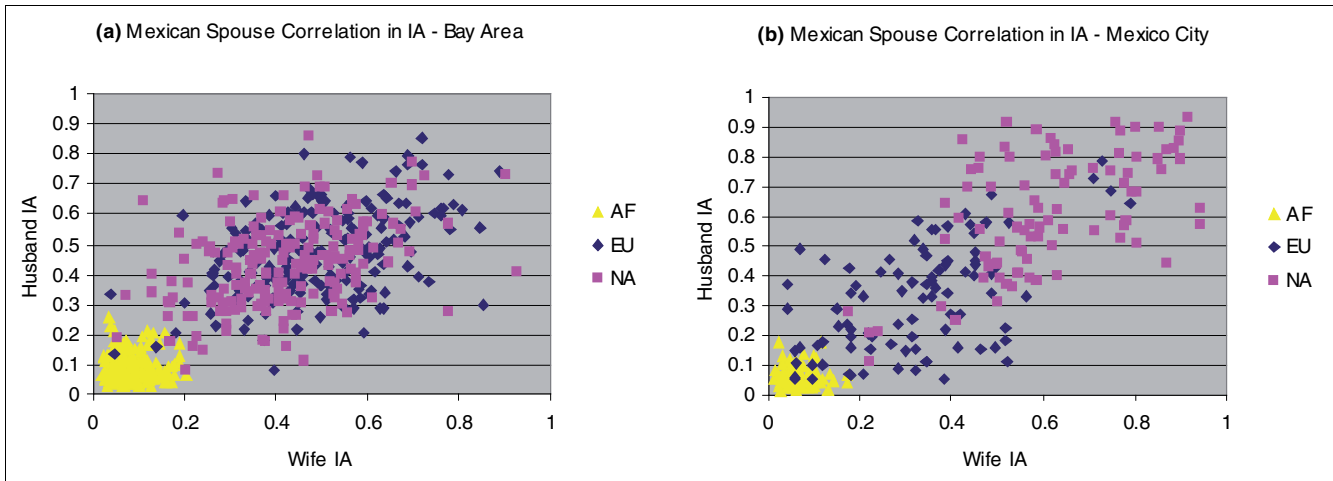 (a) Mexican Spouse Correlation in IA - Bay Area
Husband IA
1
0.9
0.8
0.7
0.6
0.5
0.4
0.3
0.2
0.1
0
0 0.2 0.4 0.6 0.8 1
Wife IA
AF
EU
NA
(b) Mexican Spouse Correlation in IA - Mexico City
Husband IA
1
0.9
0.8
0.7
0.6
0.5
0.4
0.3
0.2
0.1
0
0 0.2 0.4 0.6 0.8 1
Wife IA
AF
EU
NA